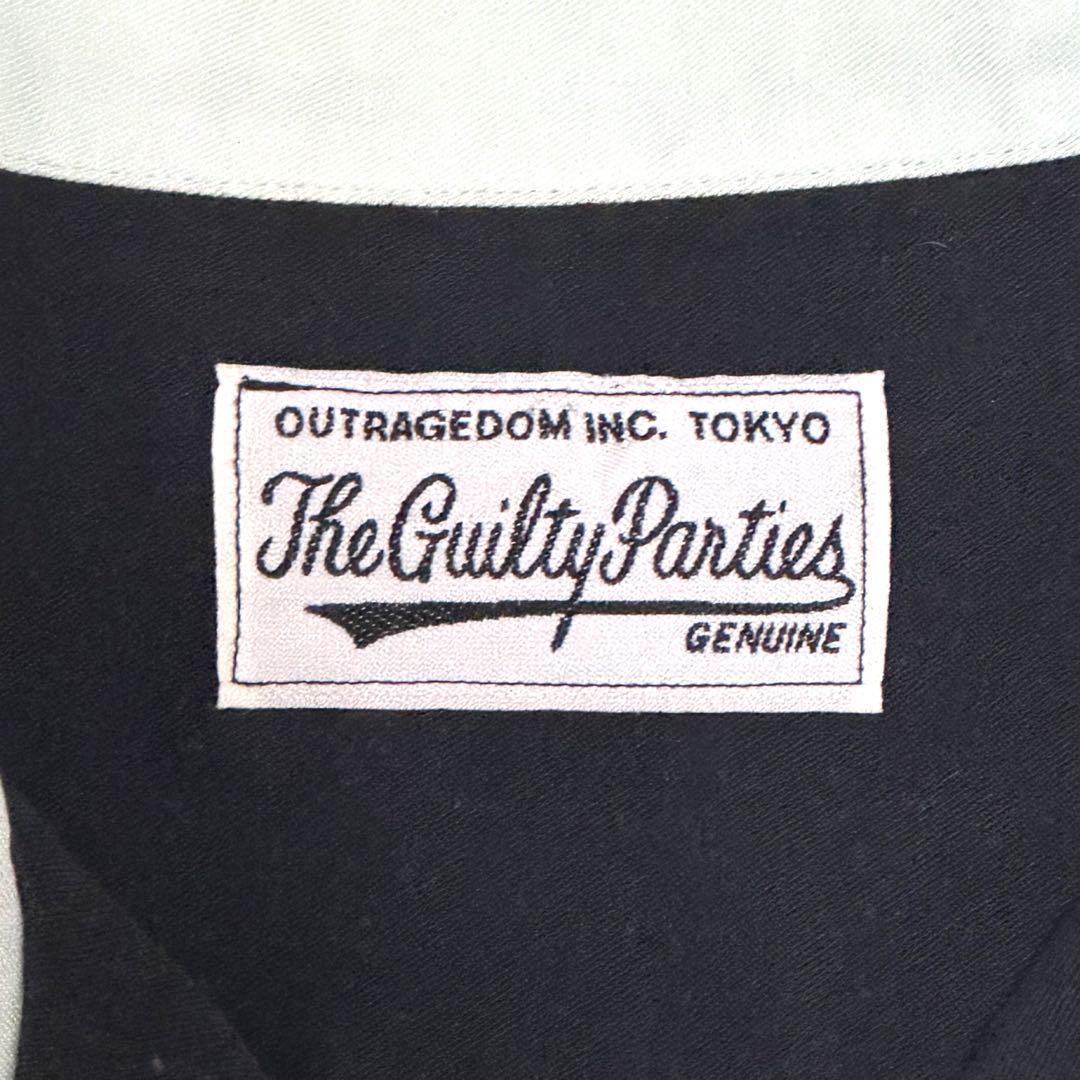 OUTRAGEDOM INC. TOKYO
The Guilty Parties
GENUINE